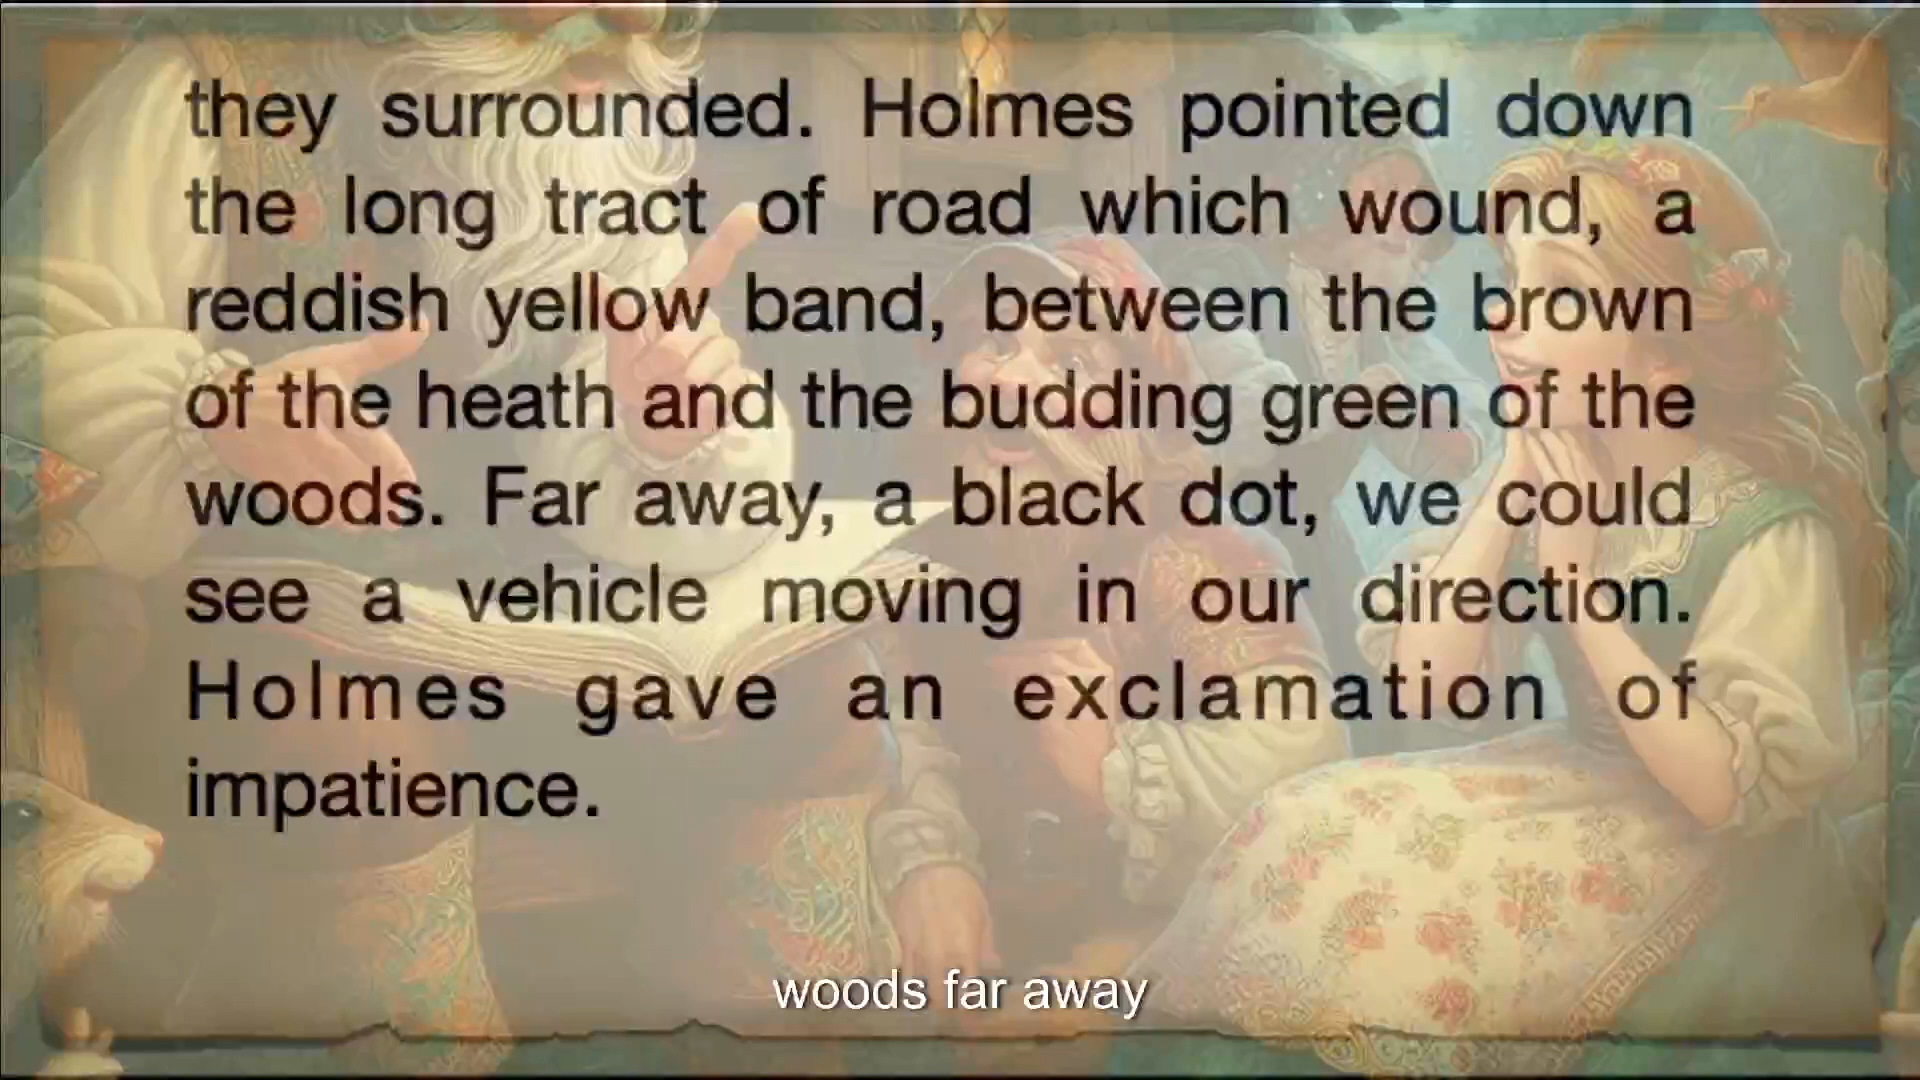 they surrounded. Holmes pointed down
the long tract of road which wound, a
reddish yellow band, between the brown
of the heath and the budding green of the
woods. Far away, a black dot, we could
see a vehicle moving in our direction.
Holmes gave an exclamation of
impatience.
woods far away